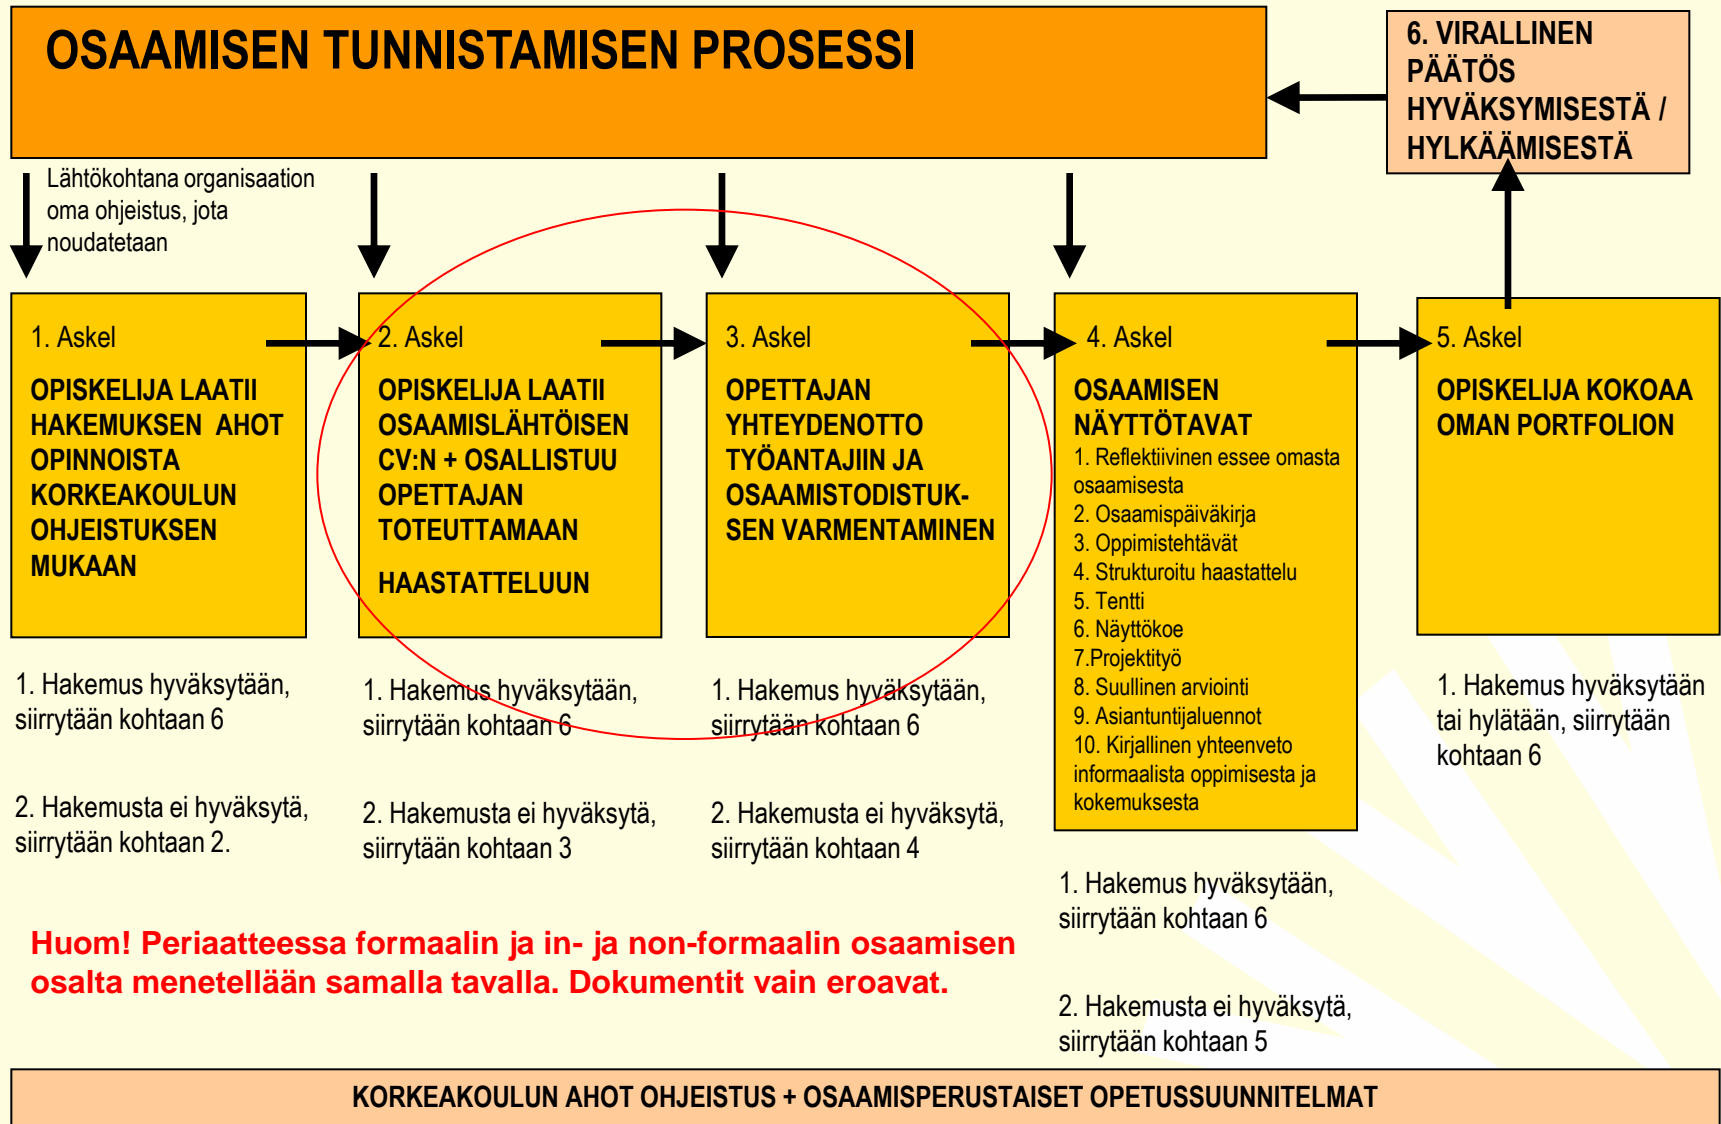 OSAAMISEN TUNNISTAMISEN PROSESSI
6. VIRALLINEN
PÄÄTÖS
HYVÄKSYMISESTÄ /
HYLKÄÄMISESTÄ
Lähtökohtana organisaation
oma ohjeistus, jota
noudatetaan
1. Askel
OPISKELIJA LAATII
HAKEMUKSEN AHOT
OPINNOISTA
KORKEAKOULUN
OHJEISTUKSEN
MUKAAN
2. Askel
OPISKELIJA LAATII
OSAAMISLÄHTÖISEN
CV:N + OSALLISTUU
OPETTAJAN
TOTEUTTAMAAN
HAASTATTELUUN
3. Askel
OPETTAJAN
YHTEYDENOTTO
TYÖANTAJIIN JA
OSAAMISTODISTUK-
SEN VARMENTAMINEN
4. Askel
OSAAMISEN
NÄYTTÖTAVAT
1. Reflektiivinen essee omasta
osaamisesta
2. Osaamispäiväkirja
3. Oppimistehtävät
4. Strukturoitu haastattelu
5. Tentti
6. Näyttökoe
7.Projektityö
8. Suullinen arviointi
9. Asiantuntijaluennot
10. Kirjallinen yhteenveto
informaalista oppimisesta ja
kokemuksesta
5. Askel
OPISKELIJA KOKOAA
OMAN PORTFOLION
1. Hakemus hyväksytään,
siirrytään kohtaan 6
2. Hakemusta ei hyväksytä,
siirrytään kohtaan 2.
1. Hakemus hyväksytään,
siirrytään kohtaan 6
2. Hakemusta ei hyväksytä,
siirrytään kohtaan 3
1. Hakemus hyväksytään,
siirrytään kohtaan 6
2. Hakemusta ei hyväksytä,
siirrytään kohtaan 4
1. Hakemus hyväksytään,
siirrytään kohtaan 6
2. Hakemusta ei hyväksytä,
siirrytään kohtaan 5
1. Hakemus hyväksytään
tai hylätään, siirrytään
kohtaan 6
Huom! Periaatteessa formaalin ja in- ja non-formaalin osaamisen
osalta menetellään samalla tavalla. Dokumentit vain eroavat.
KORKEAKOULUN AHOT OHJEISTUS + OSAAMISPERUSTAISET OPETUSSUUNNITELMAT